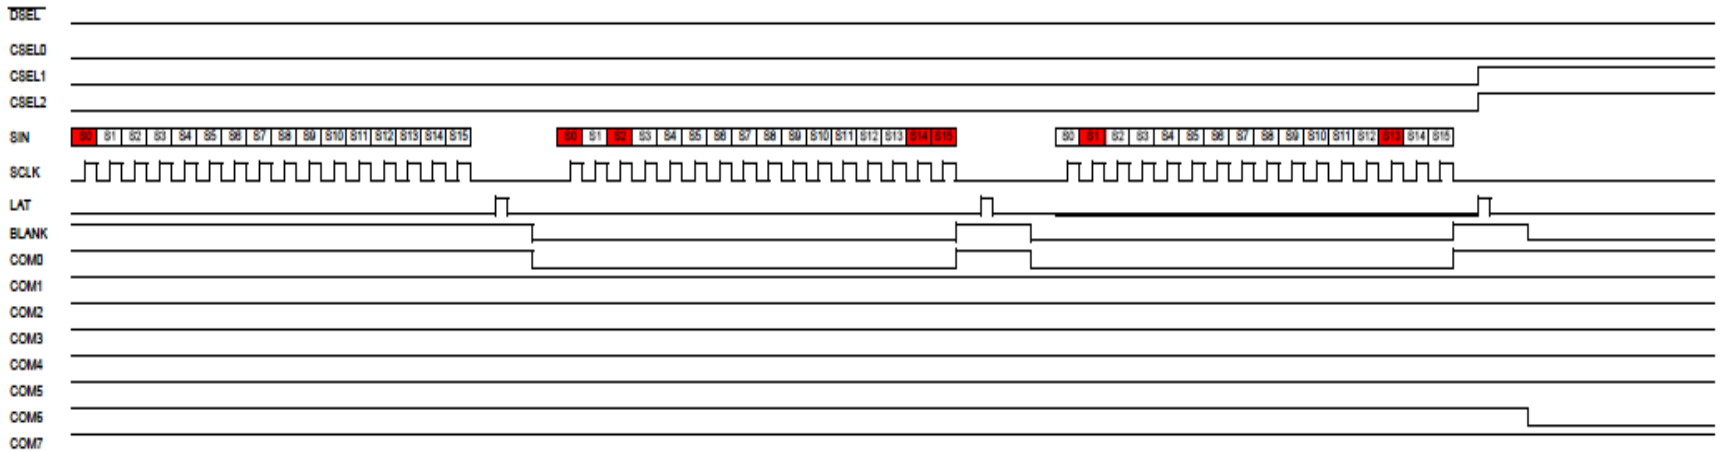 DSEL
CSEL0
CSEL1
CSEL2
SIN S0 S1 S2 S3 S4 S5 S6 S7 S8 S9 S10 S11 S12 S13 S14 S15 S0 S1 S2 S3 S4 S5 S6 S7 S8 S9 S10 S11 S12 S13 S14 S15 S0 S1 S2 S3 S4 S5 S6 S7 S8 S9 S10 S11 S12 S13 S14 S15
SCLK
LAT
BLANK
COM0
COM1
COM2
COM3
COM4
COM5
COM6
COM7